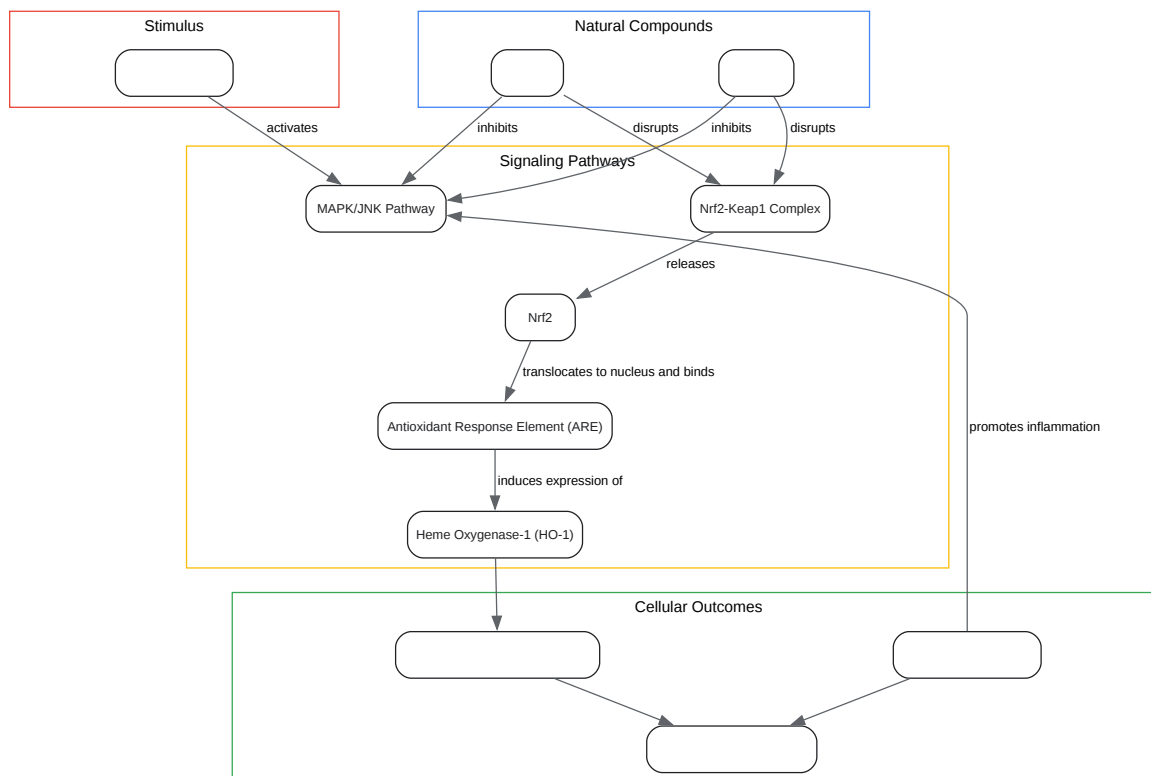 Stimulus
Natural Compounds
activates
inhibits
disrupts
inhibits
disrupts
Signaling Pathways
MAPK/JNK Pathway
Nrf2-Keap1 Complex
releases
Nrf2
translocates to nucleus and binds
Antioxidant Response Element (ARE)
promotes inflammation
induces expression of
Heme Oxygenase-1 (HO-1)
Cellular Outcomes